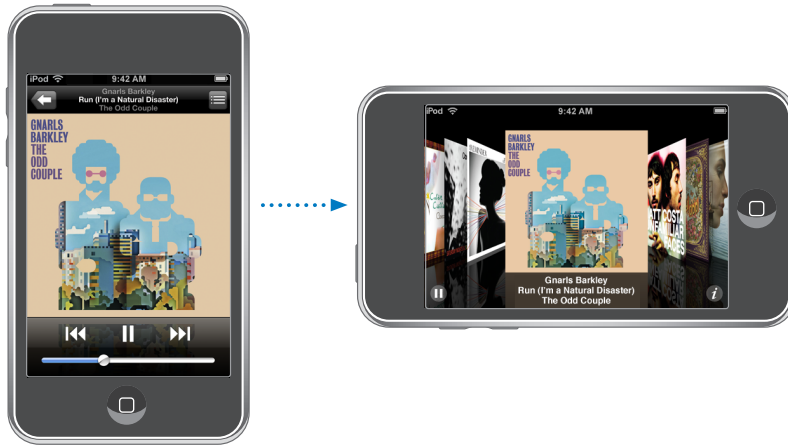 iPod 9:42 AM
Gnarls Barkley
Run (I'm a Natural Disaster)
The Odd Couple
GNARLS
BARKLEY
THE
ODD
COUPLE
iPod 9:42 AM
GNARLS
BARKLEY
THE
ODD
COUPLE
Gnarls Barkley
Run (I'm a Natural Disaster)
The Odd Couple
i